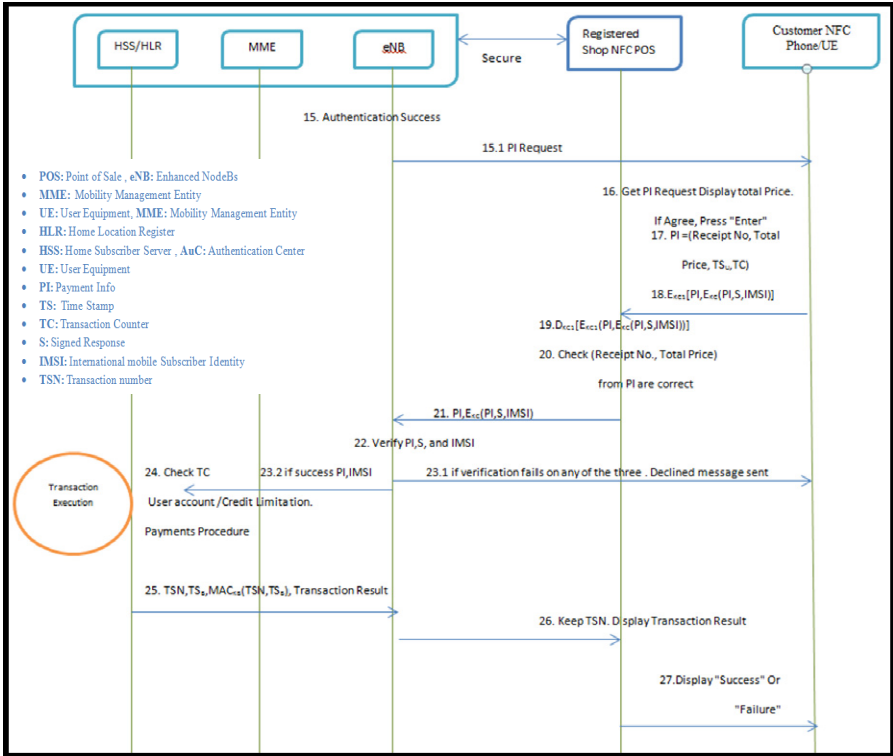 HSS/HLR
MME
eNB
Secure
Registered
Shop NFC POS
Customer NFC
Phone/UE
15. Authentication Success
15.1 PI Request
• POS: Point of Sale , eNB: Enhanced NodeBs
• MME: Mobility Management Entity
• UE: User Equipment, MME: Mobility Management Entity
• HLR: Home Location Register
• HSS: Home Subscriber Server , AuC: Authentication Center
• UE: User Equipment
• PI: Payment Info
• TS: Time Stamp
• TC: Transaction Counter
• S: Signed Response
• IMSI: International mobile Subscriber Identity
• TSN: Transaction number
16. Get PI Request Display total Price.
If Agree, Press "Enter"
17. PI =(Receipt No, Total
Price, TSᵤ,TC)
18.E[PI,E(PI,S,IMSI)]
19.D[E(PI,E(PI,S,IMSI))]
20. Check (Receipt No., Total Price)
from PI are correct
21. PI,E(PI,S,IMSI)
22. Verify PI,S, and IMSI
24. Check TC
23.2 if success PI,IMSI
23.1 if verification fails on any of the three . Declined message sent
Transaction
Execution
User account /Credit Limitation.
Payments Procedure
25. TSN,TS,MAC(TSN,TS), Transaction Result
26. Keep TSN. Display Transaction Result
27.Display "Success" Or
"Failure"